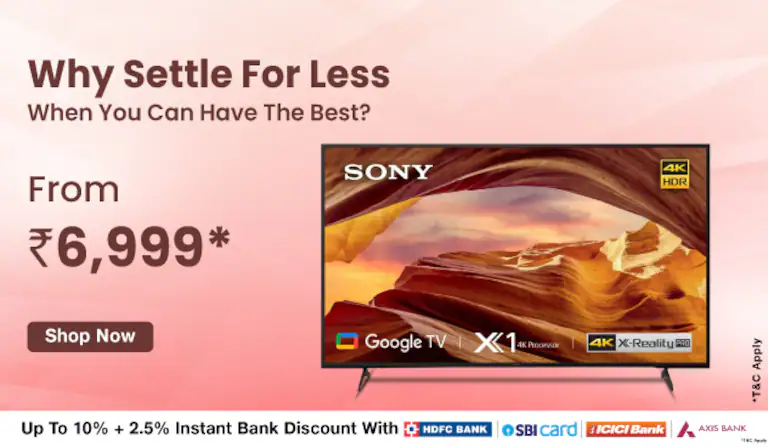 Why Settle For Less
When You Can Have The Best?
From
₹6,999*
Shop Now
SONY
4K
HDR
Google TV
X1 4K Processor
4K X-Reality PRO
*T&C Apply
Up To 10% + 2.5% Instant Bank Discount With HDFC BANK SBI card ICICI Bank AXIS BANK
*T&C Apply